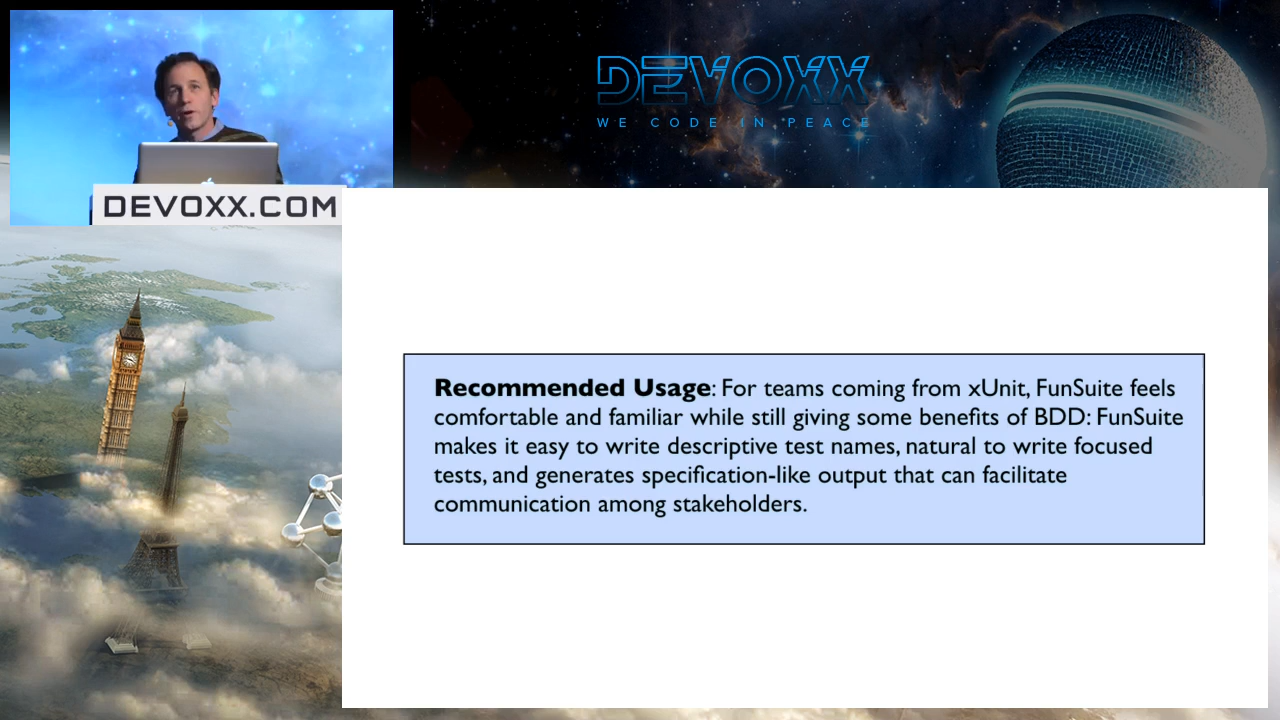 DEVOXX
WE CODE IN PEACE
DEVOXX.COM
Recommended Usage: For teams coming from xUnit, FunSuite feels
comfortable and familiar while still giving some benefits of BDD: FunSuite
makes it easy to write descriptive test names, natural to write focused
tests, and generates specification-like output that can facilitate
communication among stakeholders.